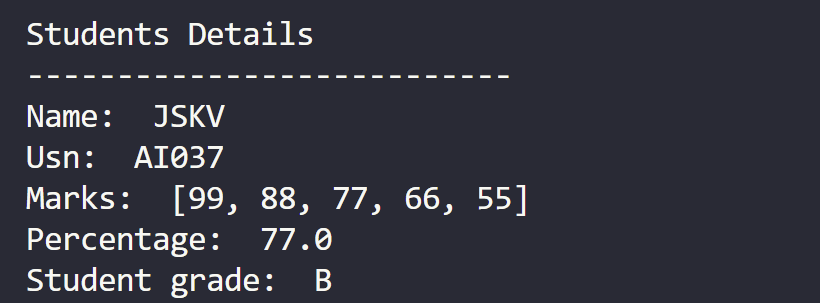 Students Details
---------------------------
Name:  JSKV
Usn:  AI037
Marks:  [99, 88, 77, 66, 55]
Percentage:  77.0
Student grade:  B